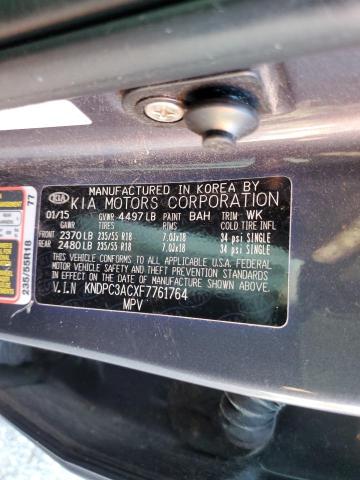 MANUFACTURED IN KOREA BY
KIA KIA MOTORS CORPORATION
01/15 GVWR 4497LB PAINT BAH TRIM WK
GAWR TIRES RIMS COLD TIRE INFL
FRONT 2370LB 235/55 R18 7.0JX18 34 psi SINGLE
REAR 2480LB 235/55 R18 7.0JX18 34 psi SINGLE
THIS VEHICLE CONFORMS TO ALL APPLICABLE U.S.A. FEDERAL
MOTOR VEHICLE SAFETY, BUMPER, AND THEFT PREVENTION STANDARDS
IN EFFECT ON THE DATE OF MANUFACTURE SHOWN ABOVE.
V.I.N KNDPC3ACXF7761764
MPV
77
235/55R18